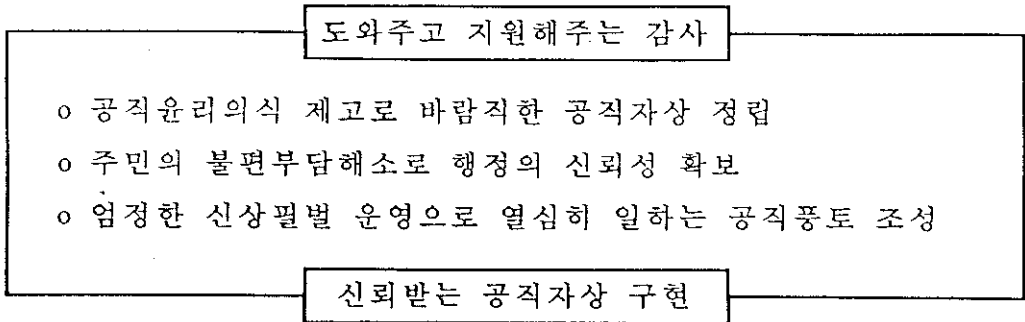 도와주고 지원해주는 감사
o 공직윤리의식 제고로 바람직한 공직자상 정립
o 주민의 불편부담해소로 행정의 신뢰성 확보
o 엄정한 신상필벌 운영으로 열심히 일하는 공직풍토 조성
신뢰받는 공직자상 구현